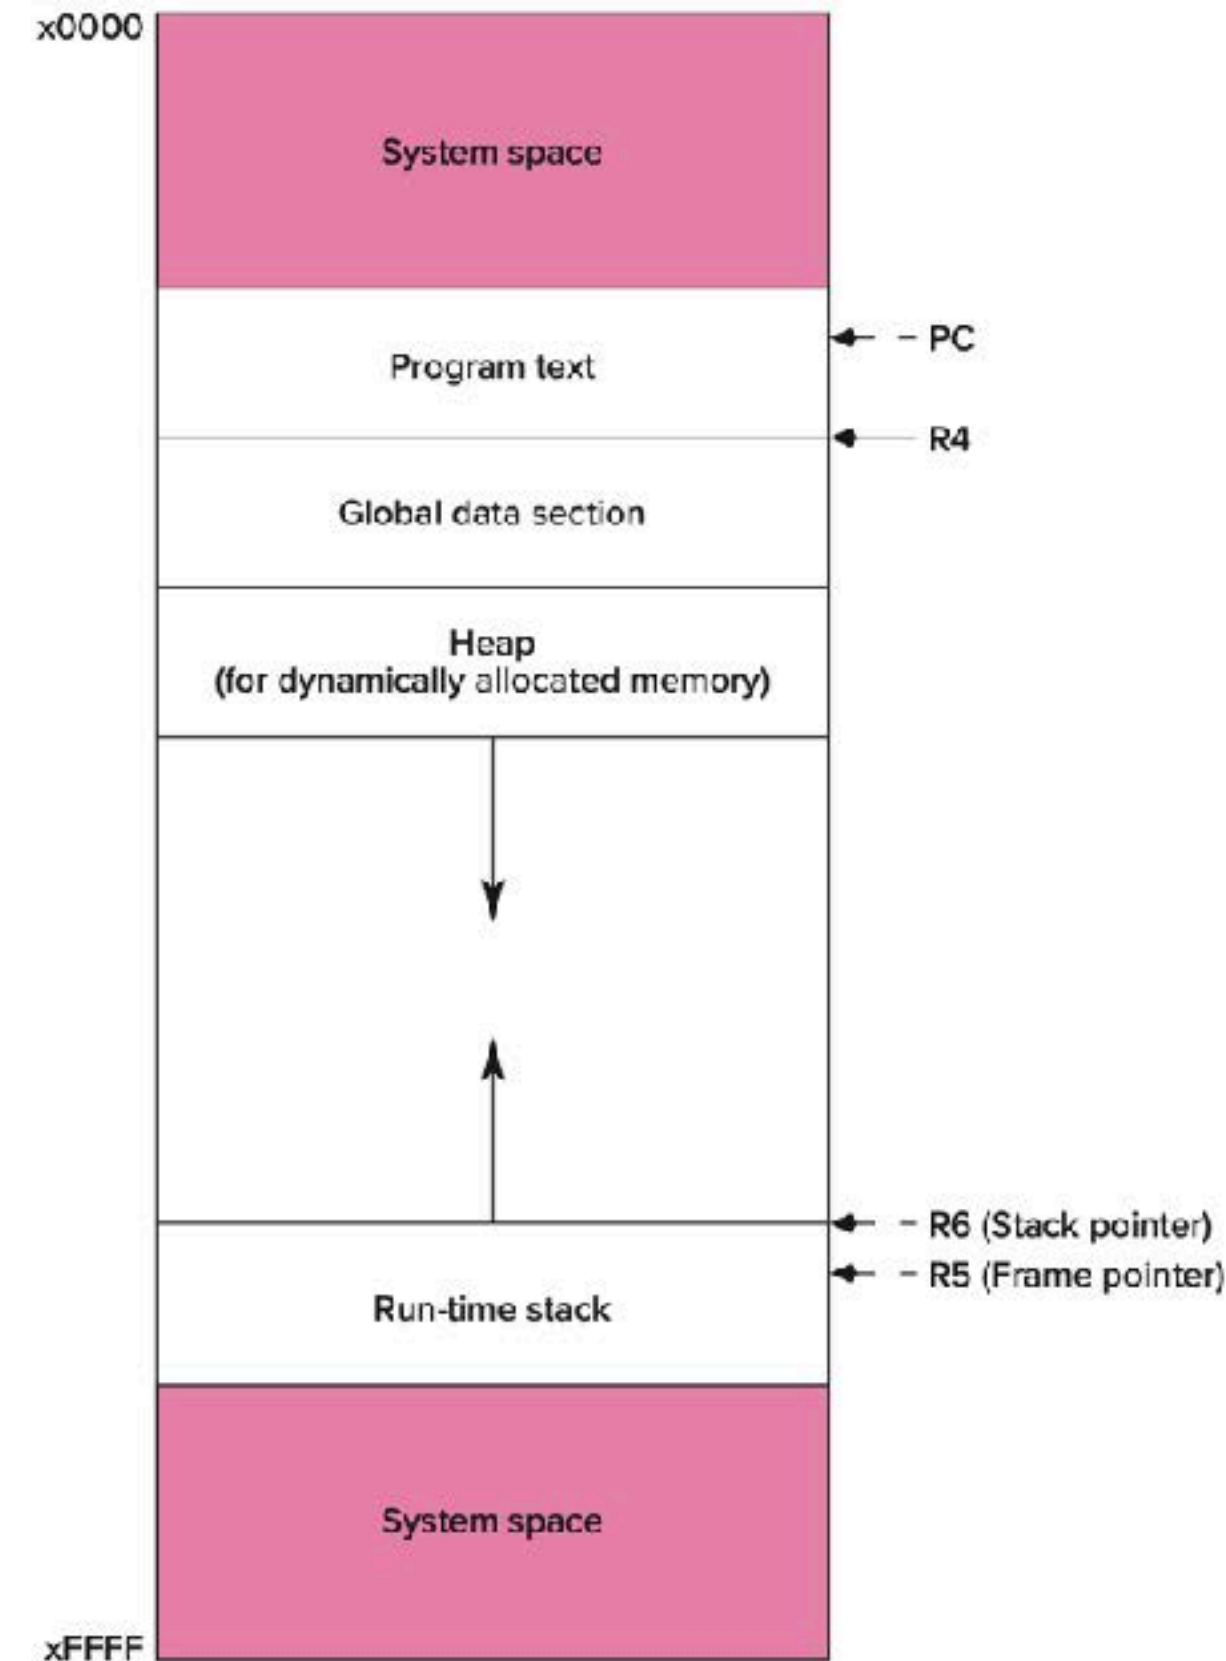 x0000
System space
PC
Program text
R4
Global data section
Heap
(for dynamically allocated memory)
R6 (Stack pointer)
R5 (Frame pointer)
Run-time stack
System space
xFFFF